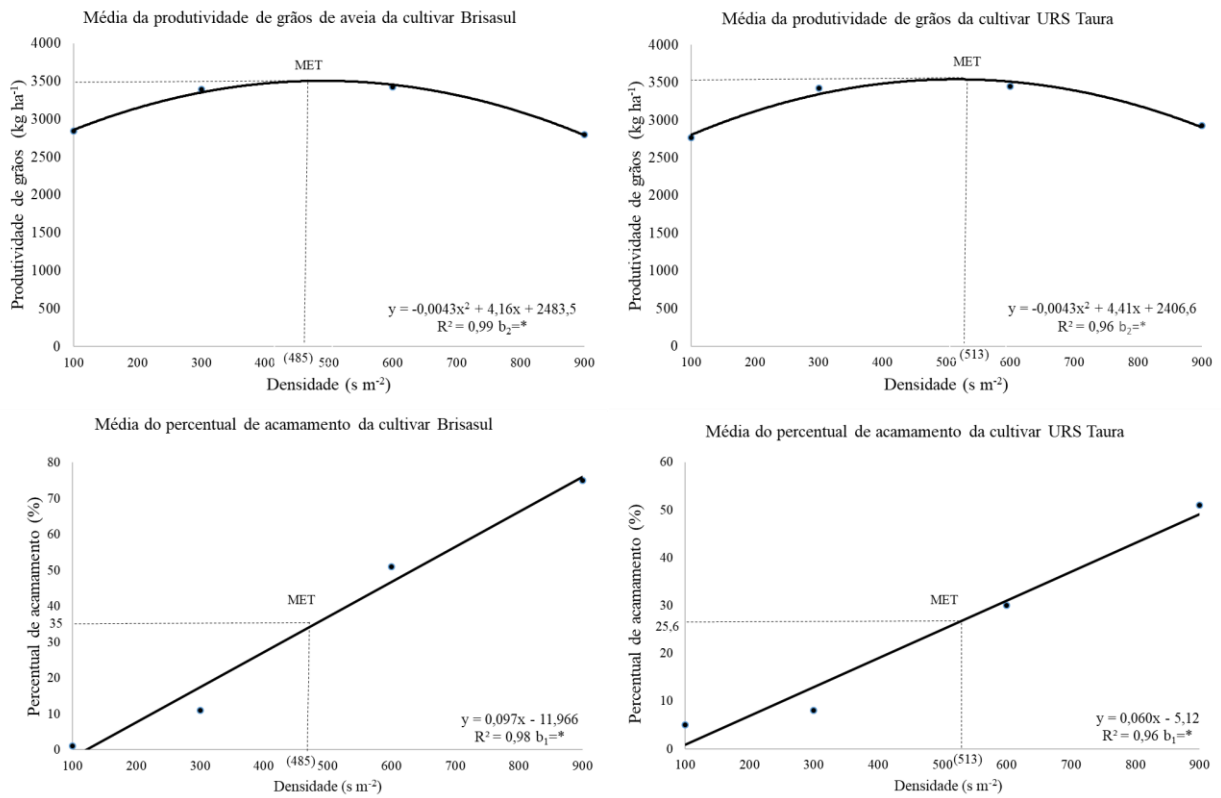 Média da produtividade de grãos de aveia da cultivar Brisasul
Produtividade de grãos (kg ha⁻¹)
4000
3500
3000
2500
2000
1500
1000
500
0
MET
y = -0,0043x² + 4,16x + 2483,5
R² = 0,99 b₂=*
100 200 300 400 (485) 500 600 700 800 900
Densidade (s m⁻²)
Média da produtividade de grãos da cultivar URS Taura
Produtividade de grãos (kg ha⁻¹)
4000
3500
3000
2500
2000
1500
1000
500
0
MET
y = -0,0043x² + 4,41x + 2406,6
R² = 0,96 b₂=*
100 200 300 400 500 (513) 600 700 800 900
Densidade (s m⁻²)
Média do percentual de acamamento da cultivar Brisasul
Percentual de acamamento (%)
80
70
60
50
40
35
30
20
10
0
MET
y = 0,097x - 11,966
R² = 0,98 b₁=*
100 200 300 400 (485) 500 600 700 800 900
Densidade (s m⁻²)
Média do percentual de acamamento da cultivar URS Taura
Percentual de acamamento (%)
60
50
40
30
25,6
20
10
0
MET
y = 0,060x - 5,12
R² = 0,96 b₁=*
100 200 300 400 500 (513) 600 700 800 900
Densidade (s m⁻²)